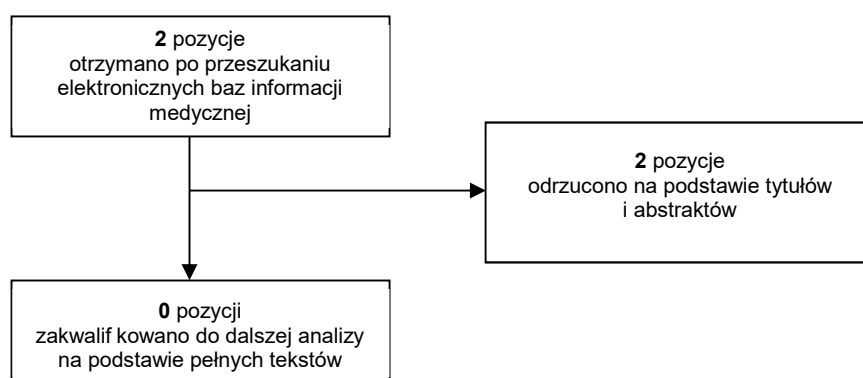 2 pozycje
otrzymano po przeszukaniu
elektronicznych baz informacji
medycznej
2 pozycje
odrzucono na podstawie tytułów
i abstraktów
0 pozycji
zakwalif kowano do dalszej analizy
na podstawie pełnych tekstów